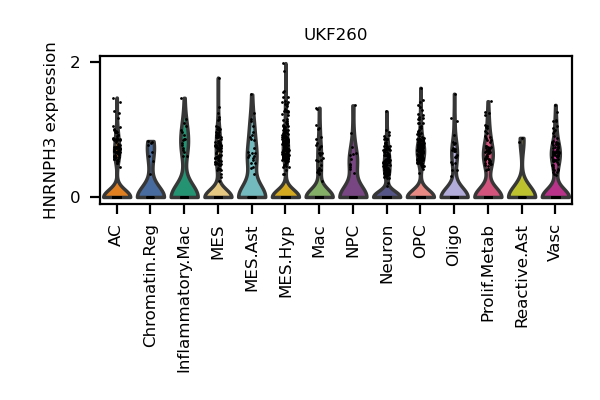 UKF260
HNRNPH3 expression
2
0
AC
Chromatin.Reg
Inflammatory.Mac
MES
MES.Ast
MES.Hyp
Mac
NPC
Neuron
OPC
Oligo
Prolif.Metab
Reactive.Ast
Vasc